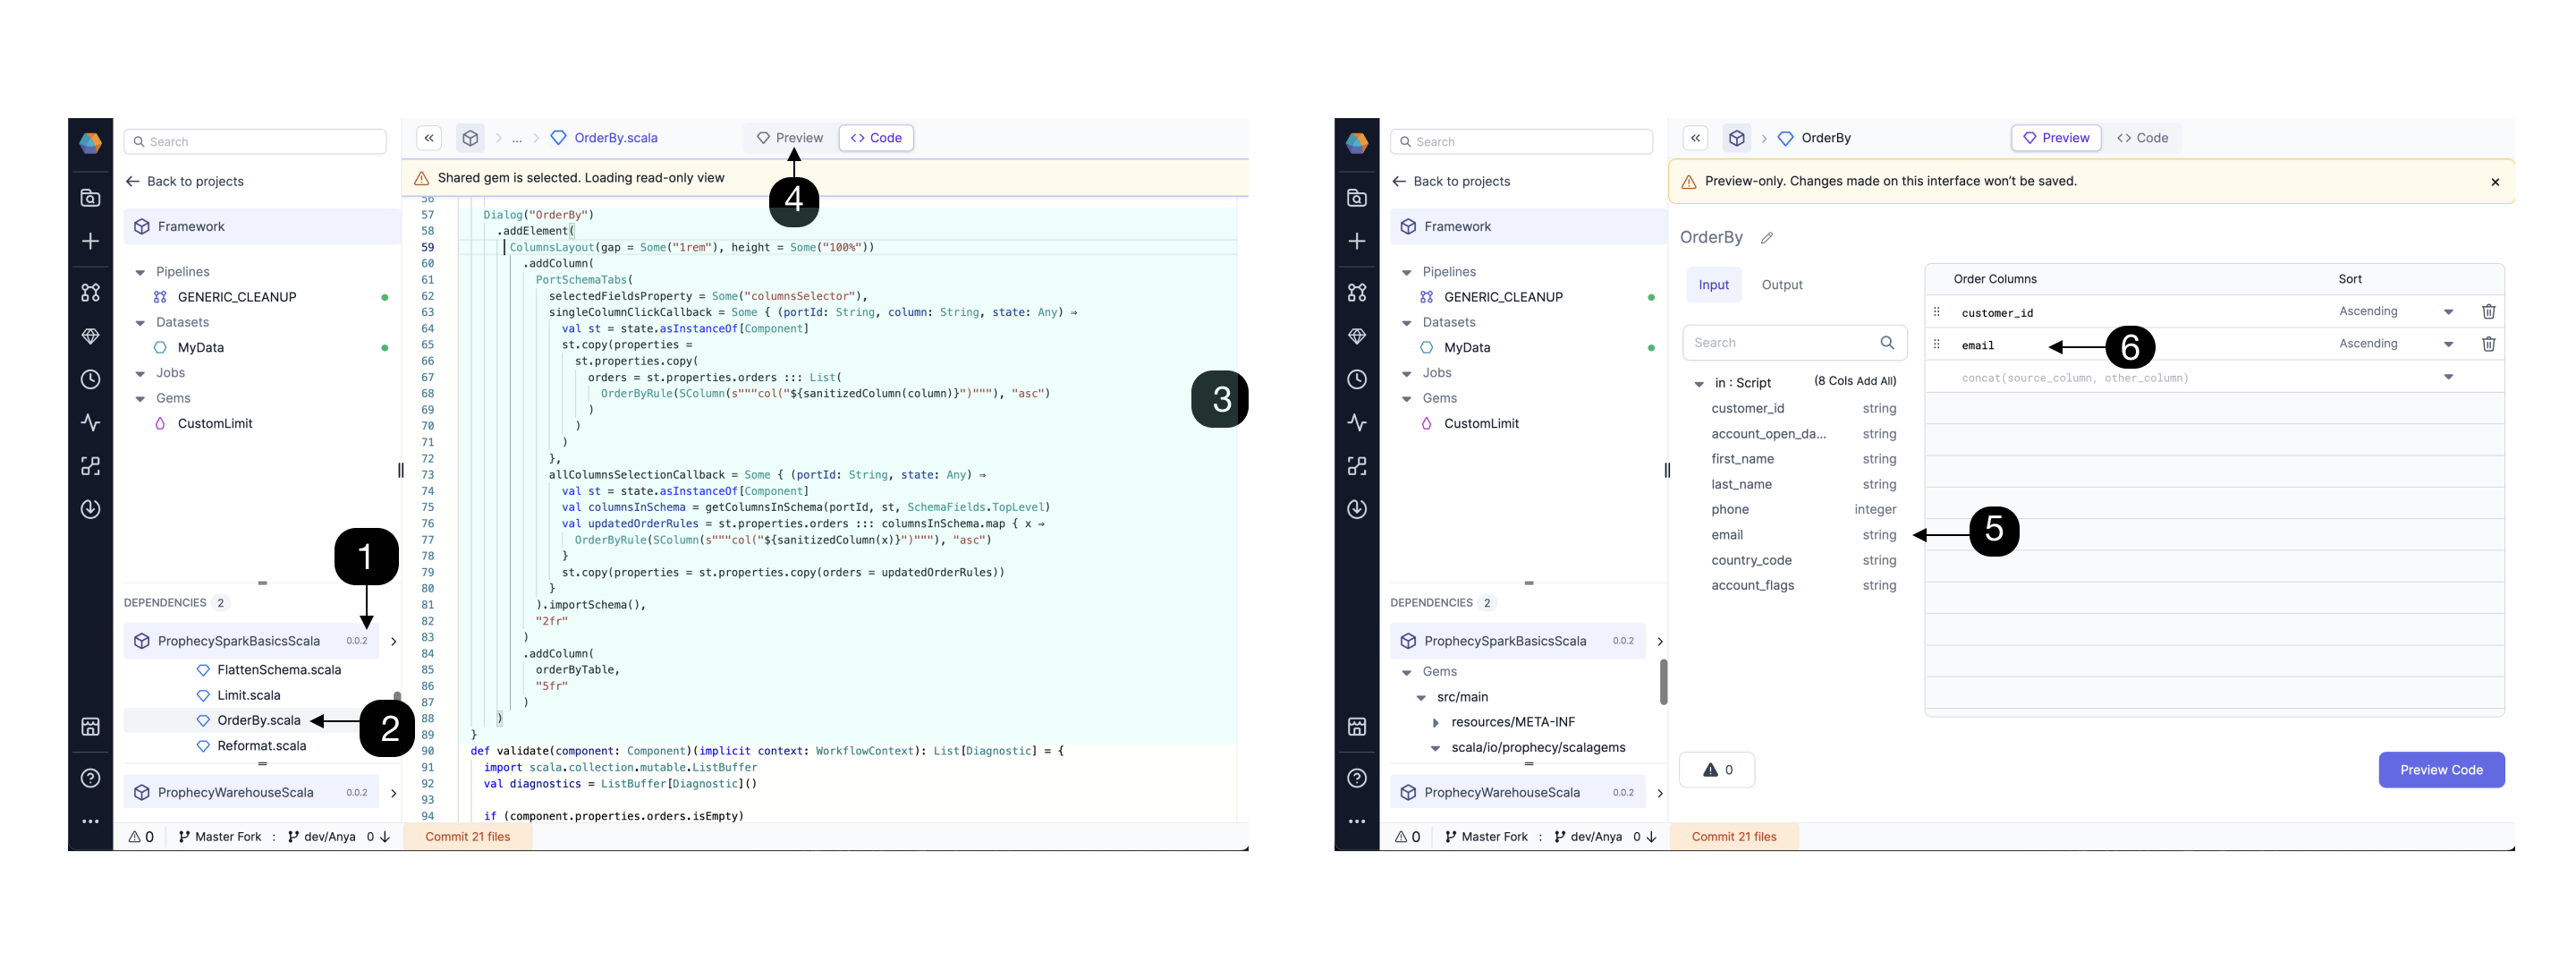 Search
Back to projects
Framework
Pipelines
GENERIC_CLEANUP
Datasets
MyData
Jobs
Gems
CustomLimit
1
DEPENDENCIES 2
ProphecySparkBasicsScala 0.0.2
FlattenSchema.scala
Limit.scala
OrderBy.scala
2
Reformat.scala
ProphecyWarehouseScala 0.0.2
0 Master Fork : dev/Anya 0 Commit 21 files
... OrderBy.scala Preview <> Code
Shared gem is selected. Loading read-only view
4
3
56
57 Dialog("OrderBy")
58 .addElement(
59 ColumnsLayout(gap = Some("1rem"), height = Some("100%"))
60 .addColumn(
61 PortSchemaTabs(
62 selectedFieldsProperty = Some("columnsSelector"),
63 singleColumnClickCallback = Some { (portId: String, column: String, state: Any) ⇒
64 val st = state.asInstanceOf[Component]
65 st.copy(properties =
66 st.properties.copy(
67 orders = st.properties.orders ::: List(
68 OrderByRule(SColumn(s"""col("${sanitizedColumn(column)}")"""), "asc")
69 )
70 )
71 )
72 },
73 allColumnsSelectionCallback = Some { (portId: String, state: Any) ⇒
74 val st = state.asInstanceOf[Component]
75 val columnsInSchema = getColumnsInSchema(portId, st, SchemaFields.TopLevel)
76 val updatedOrderRules = st.properties.orders ::: columnsInSchema.map { x ⇒
77 OrderByRule(SColumn(s"""col("${sanitizedColumn(x)}")"""), "asc")
78 }
79 st.copy(properties = st.properties.copy(orders = updatedOrderRules))
80 }
81 ).importSchema(),
82 "2fr"
83 )
84 .addColumn(
85 orderByTable,
86 "5fr"
87 )
88 )
89 }
90 def validate(component: Component)(implicit context: WorkflowContext): List[Diagnostic] = {
91 import scala.collection.mutable.ListBuffer
92 val diagnostics = ListBuffer[Diagnostic]()
93
94 if (component.properties.orders.isEmpty)
Search
Back to projects
Framework
Pipelines
GENERIC_CLEANUP
Datasets
MyData
Jobs
Gems
CustomLimit
DEPENDENCIES 2
ProphecySparkBasicsScala 0.0.2
Gems
src/main
resources/META-INF
scala/io/prophecy/scalagems
ProphecyWarehouseScala 0.0.2
0 Master Fork : dev/Anya 0 Commit 21 files
OrderBy Preview <> Code
Preview-only. Changes made on this interface won't be saved.
OrderBy
Input Output
Search
in : Script (8 Cols Add All)
customer_id string
account_open_da... string
first_name string
last_name string
phone integer
email string
5
country_code string
account_flags string
Order Columns Sort
customer_id Ascending
email Ascending
6
concat(source_column, other_column)
0
Preview Code